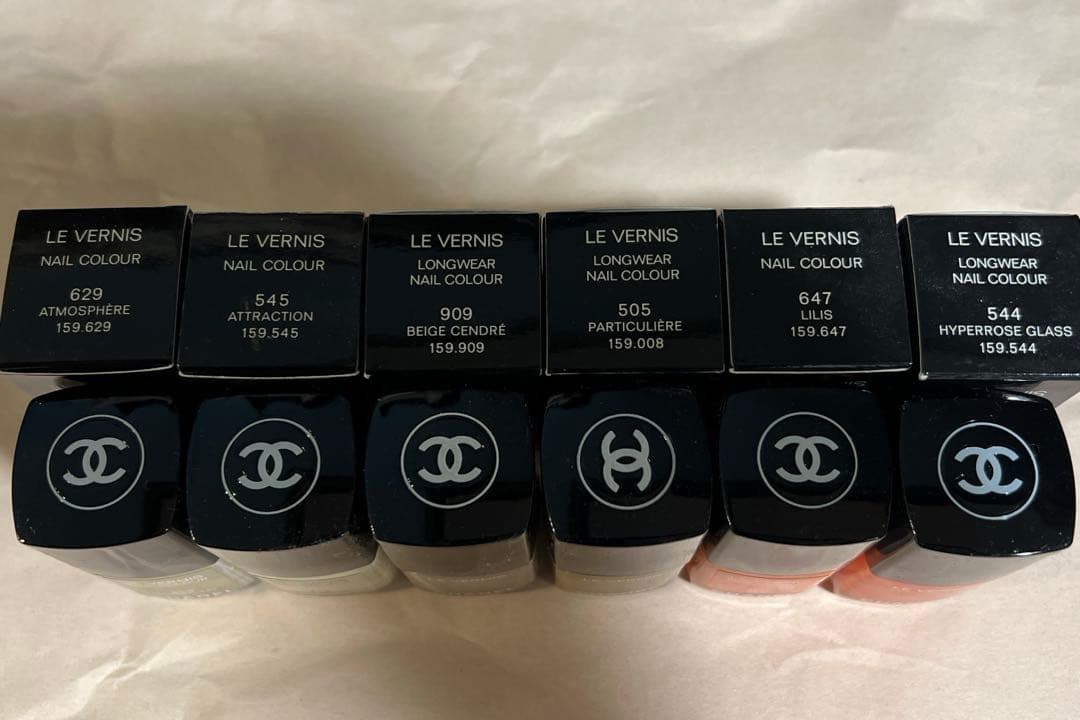 LE VERNIS
NAIL COLOUR
629
ATMOSPHÈRE
159.629
LE VERNIS
NAIL COLOUR
545
ATTRACTION
159.545
LE VERNIS
LONGWEAR
NAIL COLOUR
909
BEIGE CENDRÉ
159.909
LE VERNIS
LONGWEAR
NAIL COLOUR
505
PARTICULIÈRE
159.008
LE VERNIS
NAIL COLOUR
647
LILIS
159.647
LE VERNIS
LONGWEAR
NAIL COLOUR
544
HYPERROSE GLASS
159.544